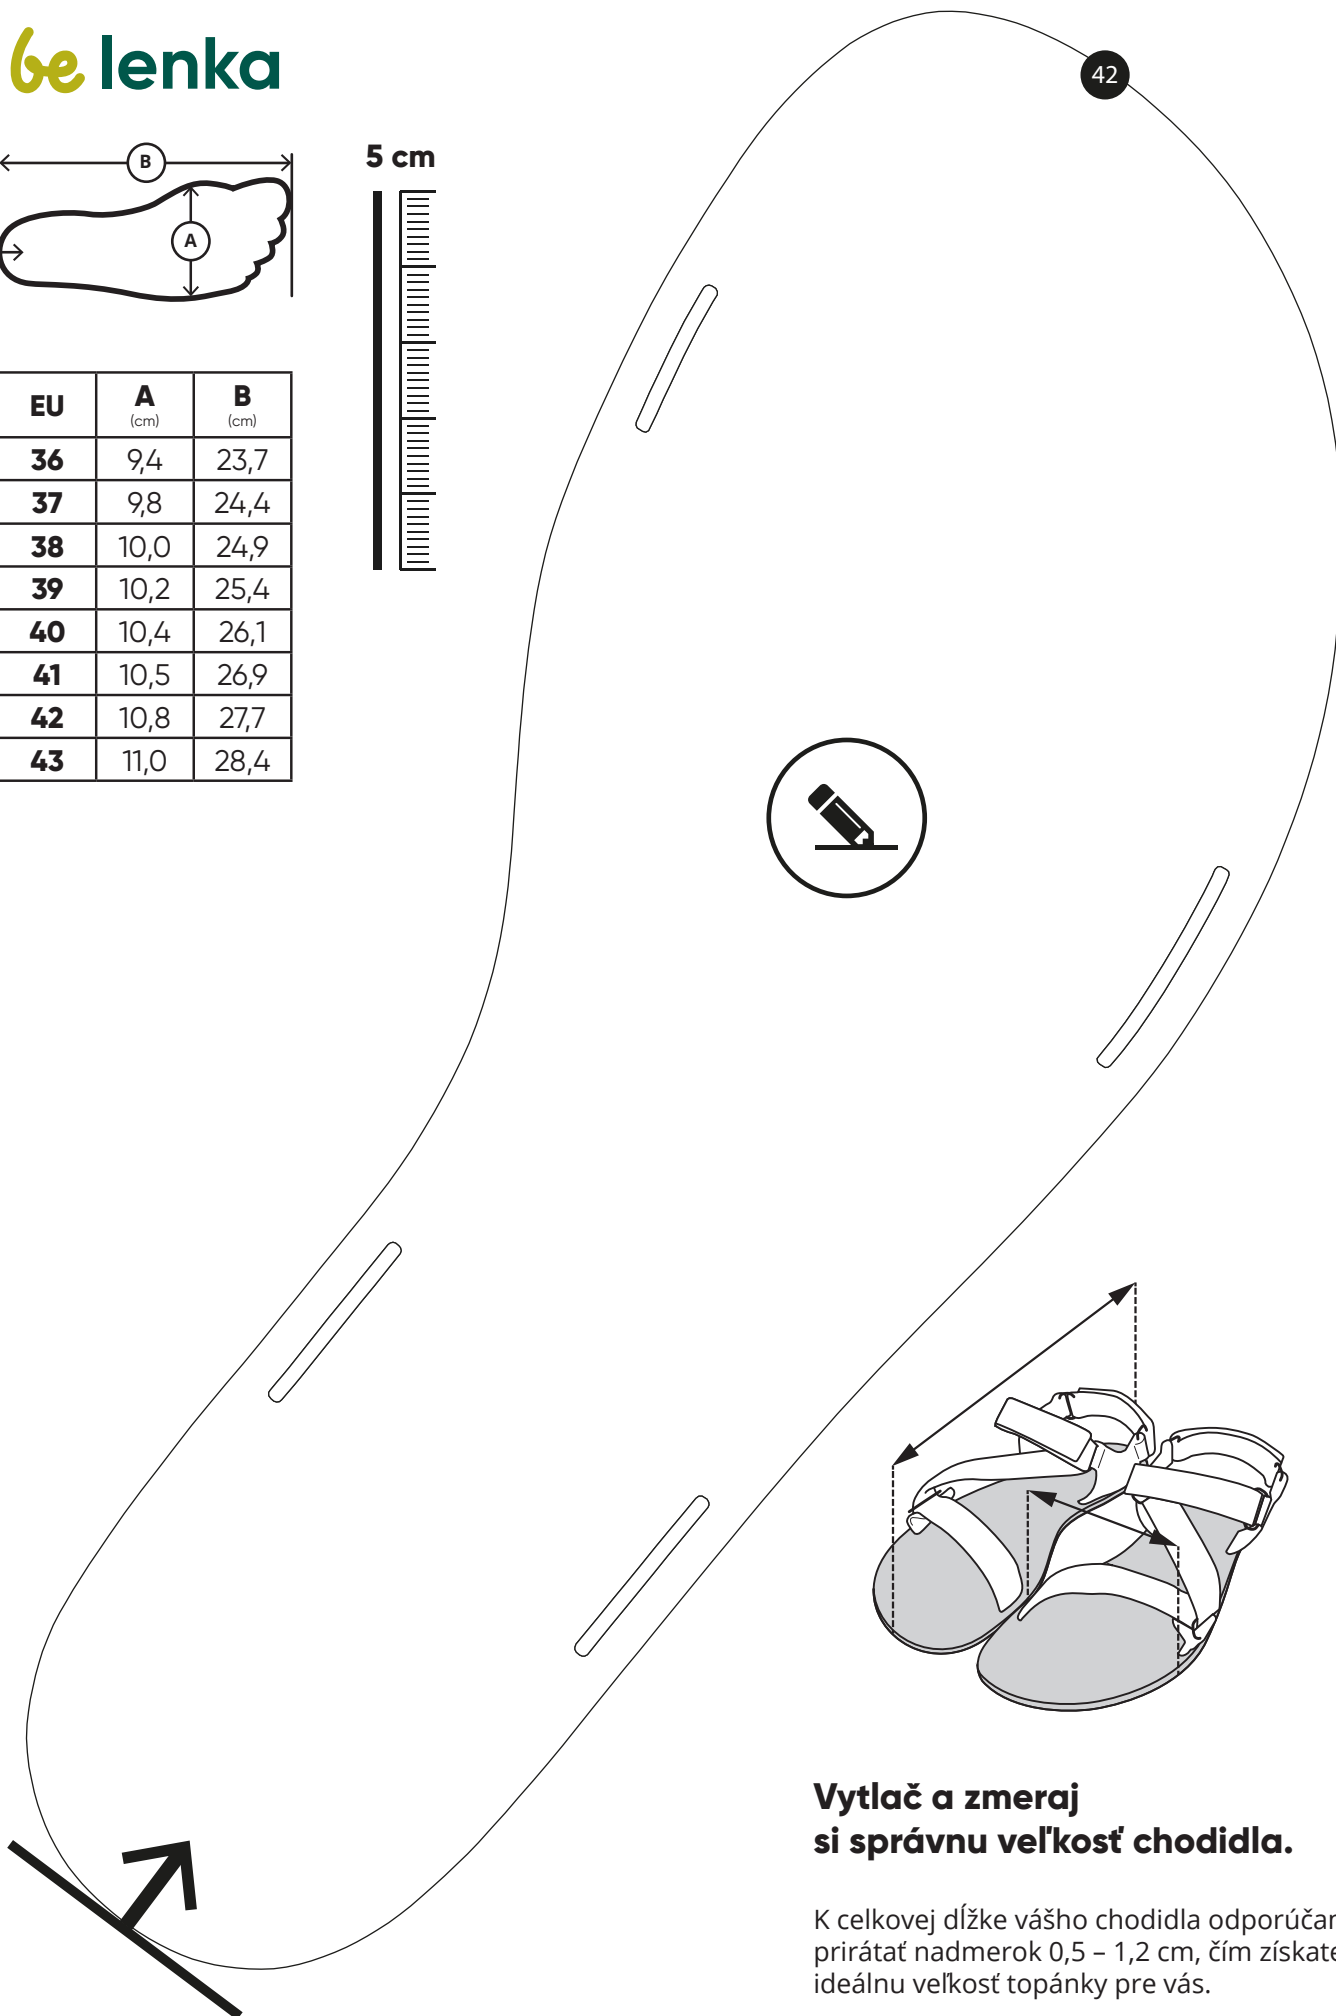 be lenka
42
B
5 cm
A
EU A (cm) B (cm)
36 9,4 23,7
37 9,8 24,4
38 10,0 24,9
39 10,2 25,4
40 10,4 26,1
41 10,5 26,9
42 10,8 27,7
43 11,0 28,4
Vytlač a zmeraj
si správnu veľkosť chodidla.
K celkovej dĺžke vášho chodidla
prirátať nadmerok 0,5 – 1,2 cm, čím získate
ideálnu veľkosť topánky pre vás.